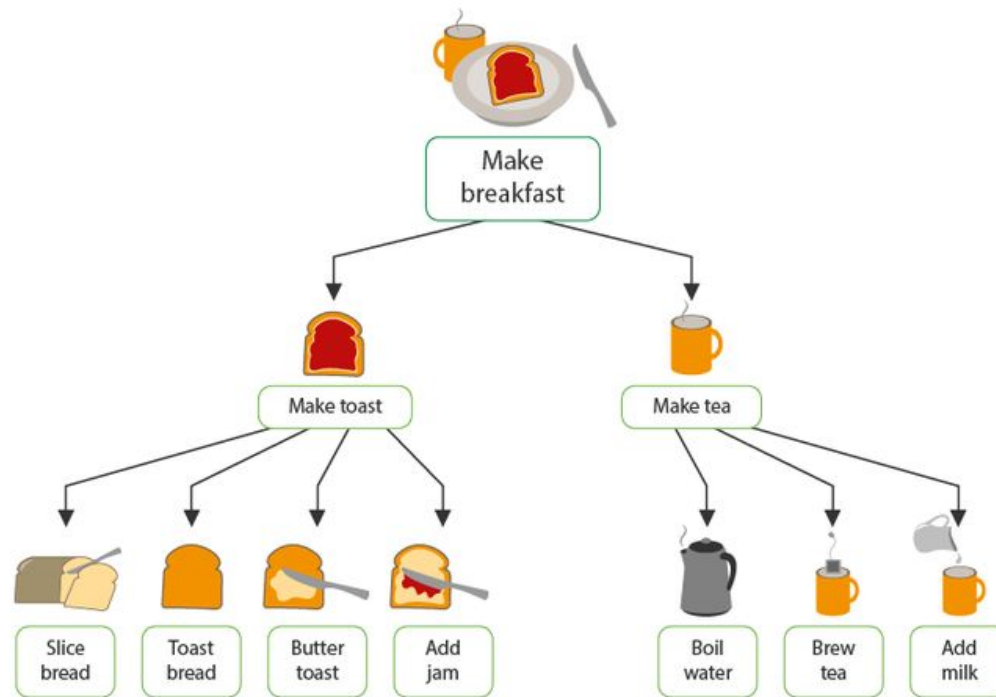 Make
breakfast
Make toast
Make tea
Slice
bread
Toast
bread
Butter
toast
Add
jam
Boil
water
Brew
tea
Add
milk